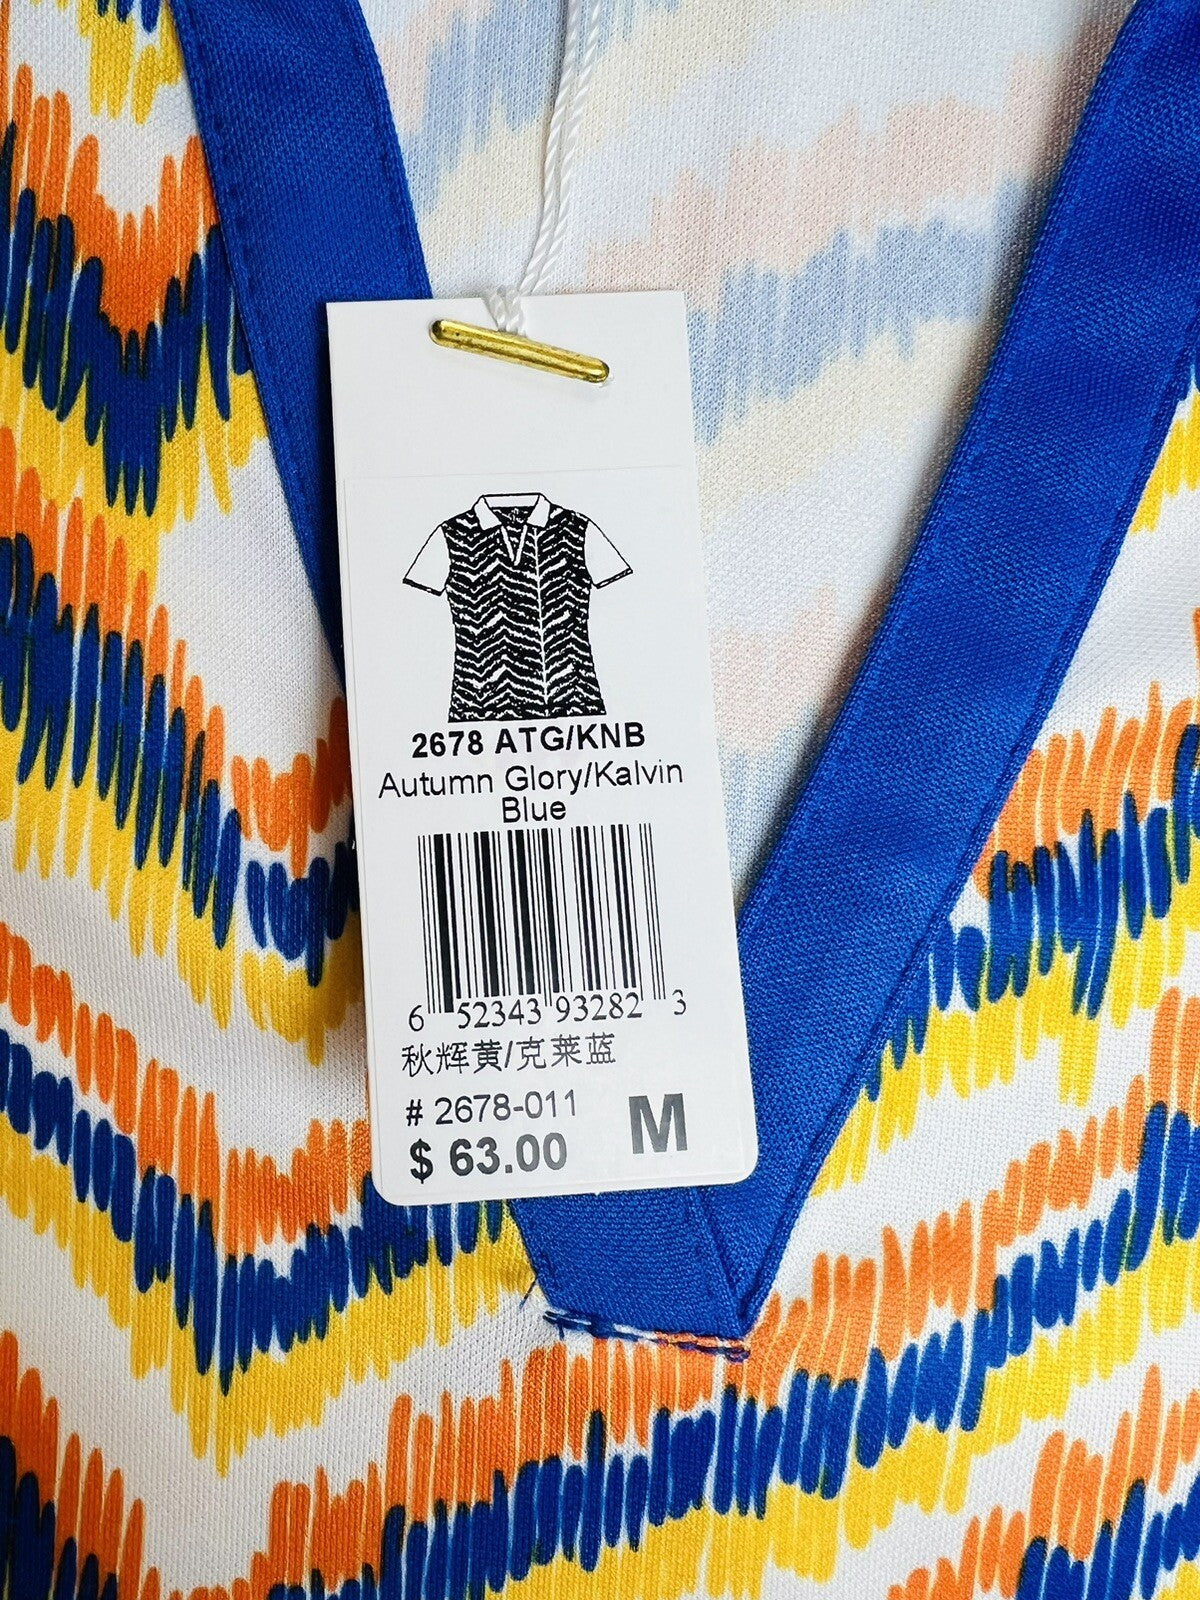 2678 ATG/KNB
Autumn Glory/Kalvin
Blue
6 52343 93282 3
秋辉黄/克莱蓝
# 2678-011
M
$ 63.00